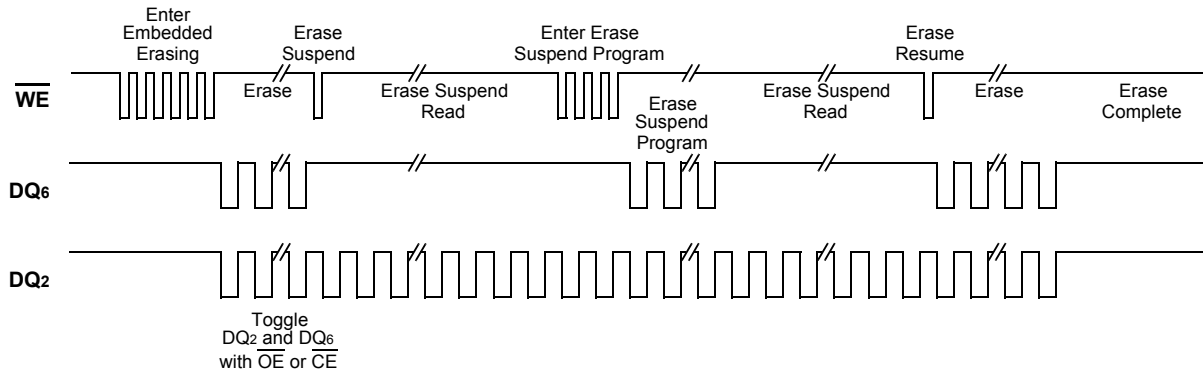 Enter
Embedded
Erasing
Erase
Suspend
Enter Erase
Suspend Program
Erase
Resume
WE
Erase
Erase Suspend
Read
Erase
Suspend
Program
Erase Suspend
Read
Erase
Erase
Complete
DQ6
DQ2
Toggle
DQ2 and DQ6
with OE or CE